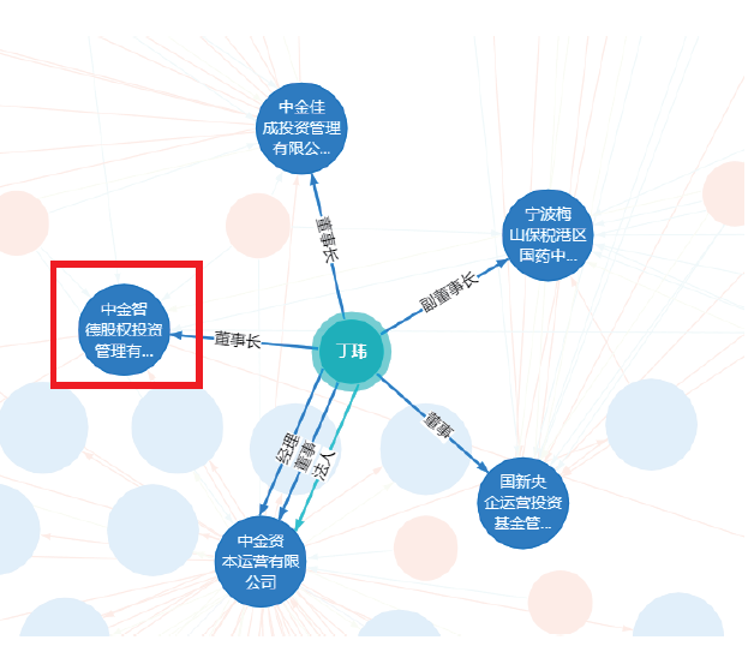 中金佳
成投资管理
有限公...
董事长
宁波梅
山保税港区
国药中...
副董事长
中金智
德股权投资
管理有...
董事长
丁玮
经理
董事
法人
董事
国新央
企运营投资
基金管...
中金资
本运营有限
公司